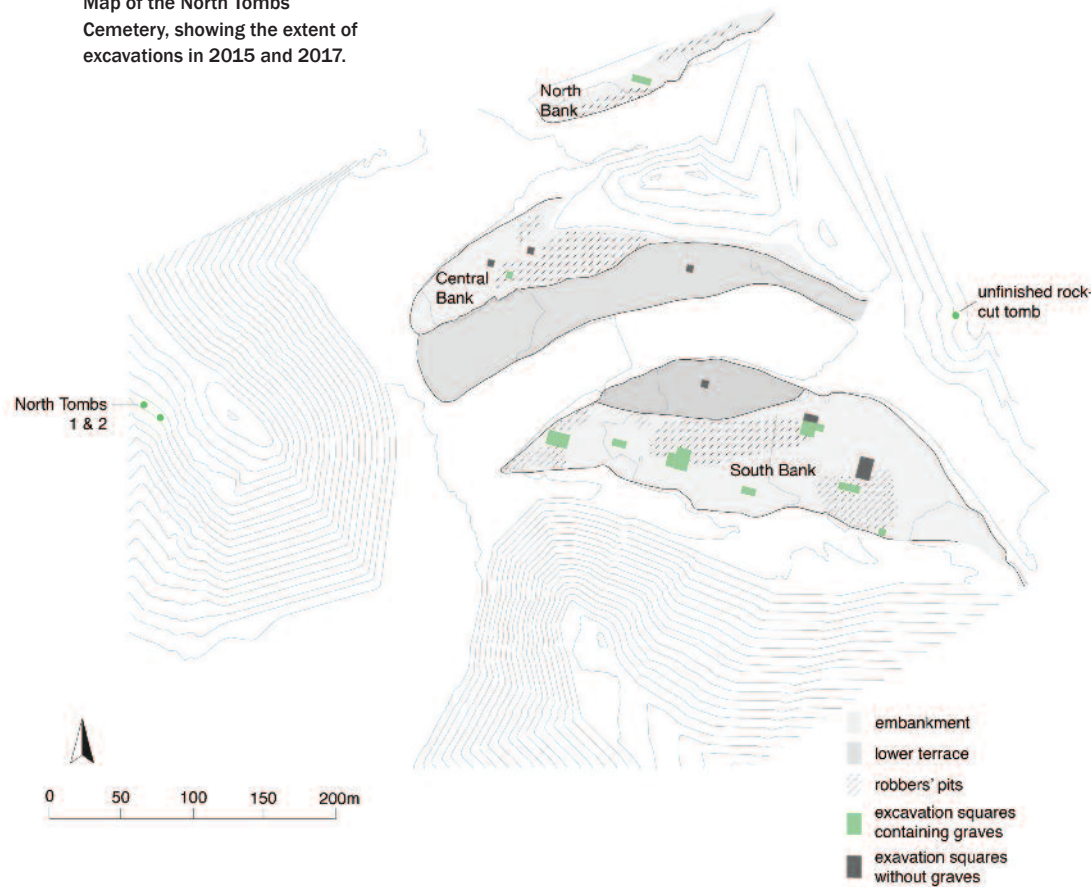 Map of the North Tombs
Cemetery, showing the extent of
excavations in 2015 and 2017.
North
Bank
Central
Bank
unfinished rock-
cut tomb
North Tombs
1 & 2
South Bank
embankment
lower terrace
robbers' pits
excavation squares
containing graves
exavation squares
without graves
0 50 100 150 200m